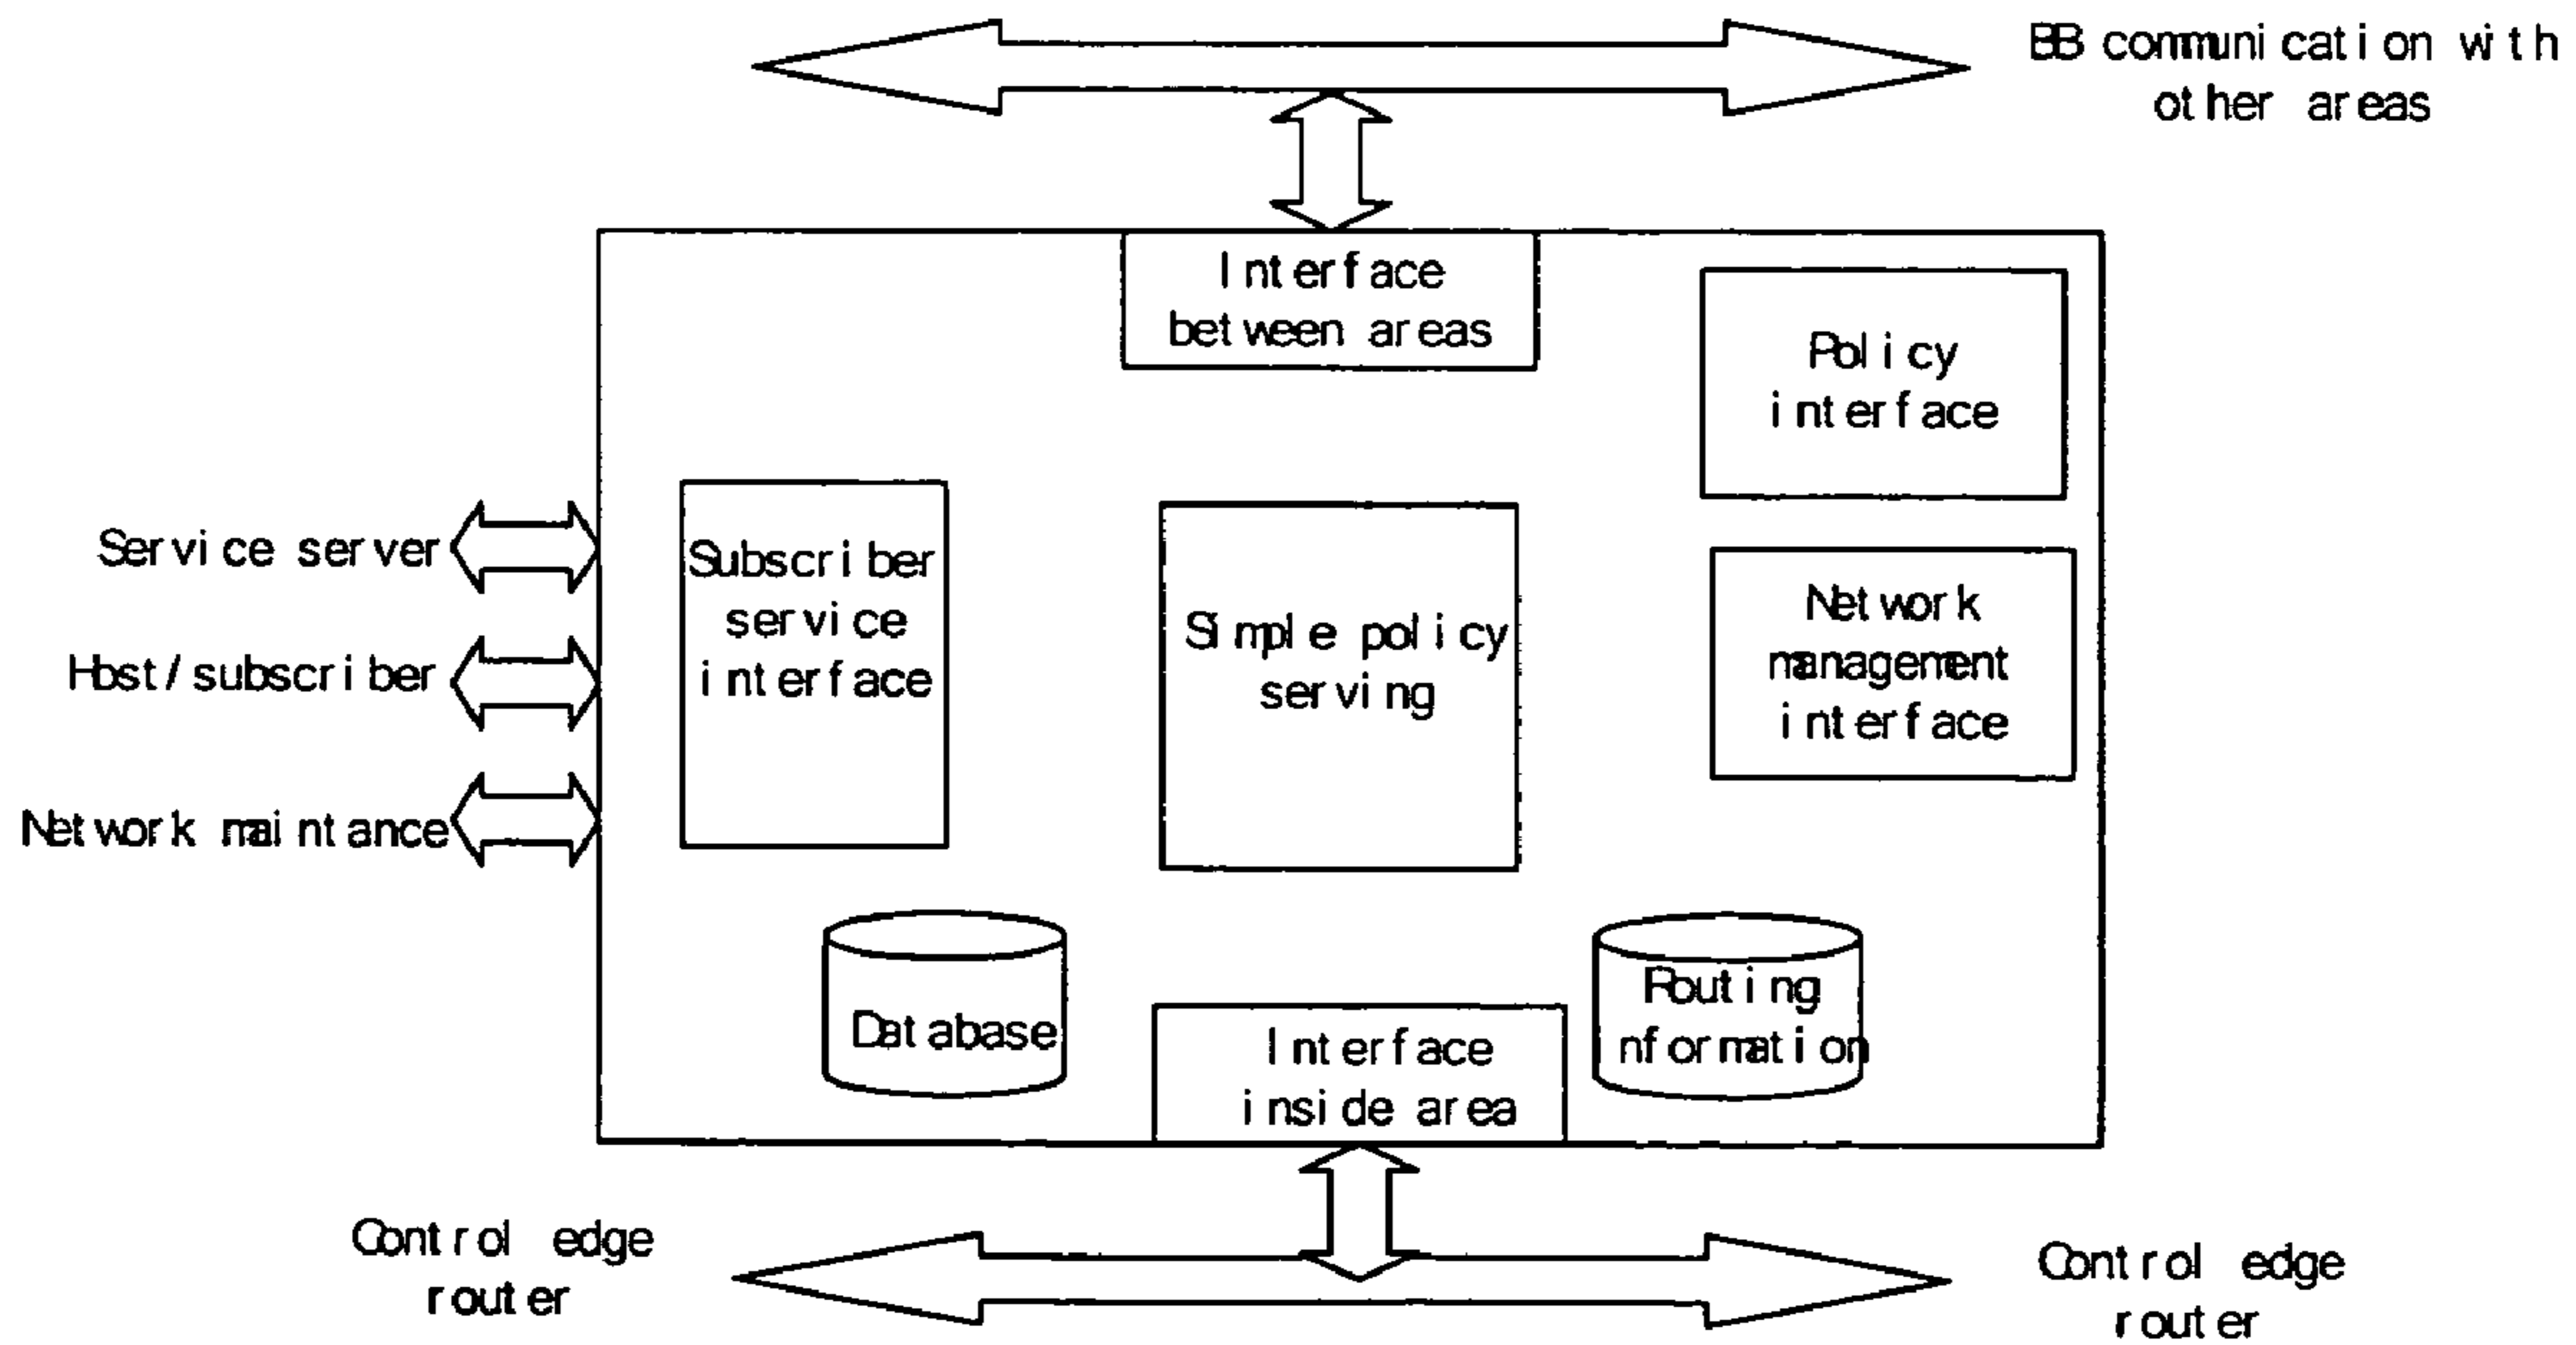 BB communication with
other areas
Interface
between areas
Policy
interface
Service server
Subscriber
service
interface
Simple policy
serving
Network
management
interface
Host/subscriber
Network maintance
Database
Interface
inside area
Routing
information
Control edge
router
Control edge
router